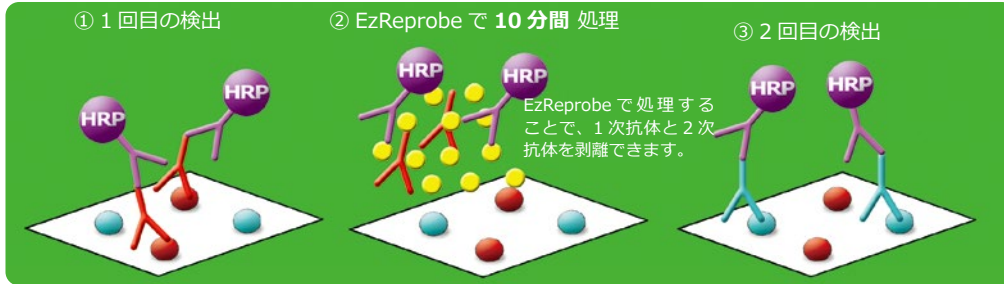 ① 1 回目の検出
HRP
HRP
② EzReprobe で 10 分間 処理
HRP
HRP
EzReprobe で処理する
ことで、1 次抗体と 2 次
抗体を剥離できます。
③ 2 回目の検出
HRP
HRP